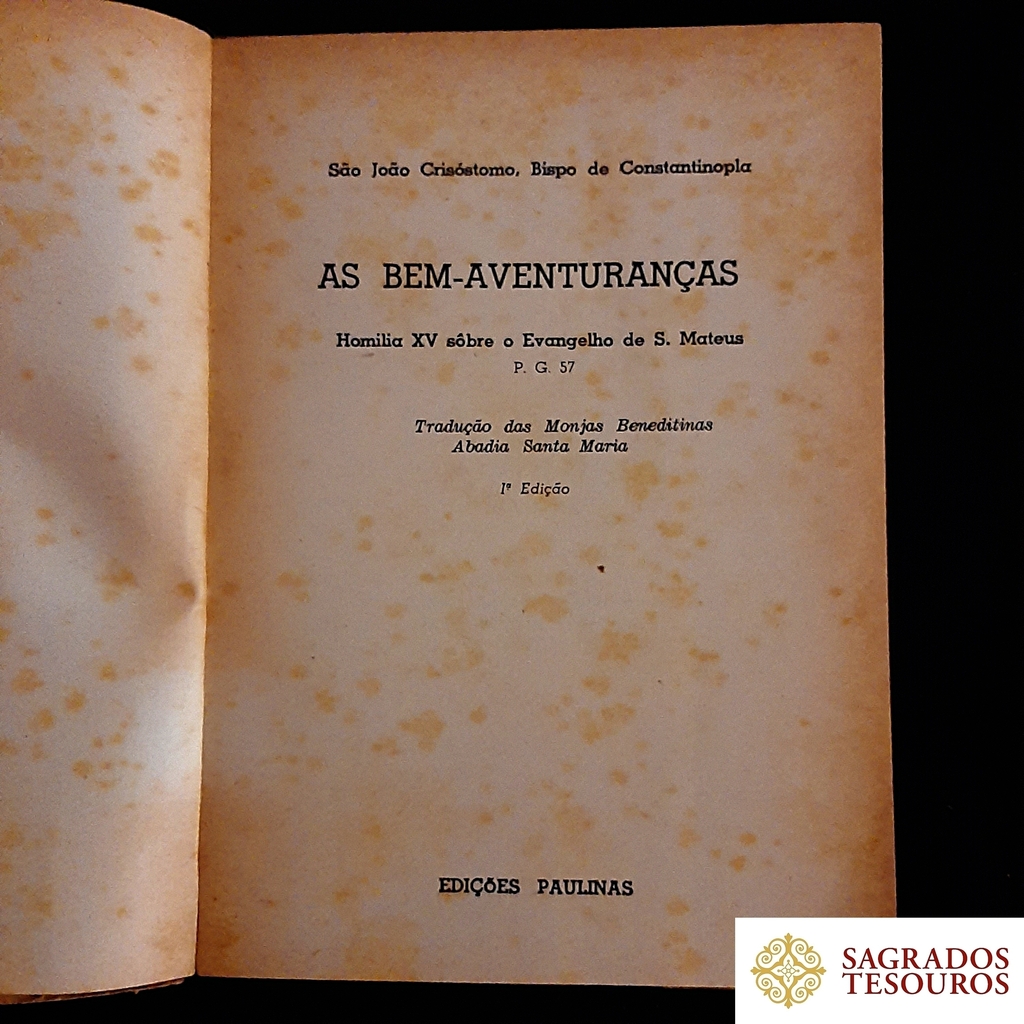 São João Crisóstomo, Bispo de Constantinopla
AS BEM-AVENTURANÇAS
Homilia XV sôbre o Evangelho de S. Mateus
P. G. 57
Tradução das Monjas Beneditinas
Abadia Santa Maria
1ª Edição
EDIÇÕES PAULINAS
SAGRADOS
TESOUROS